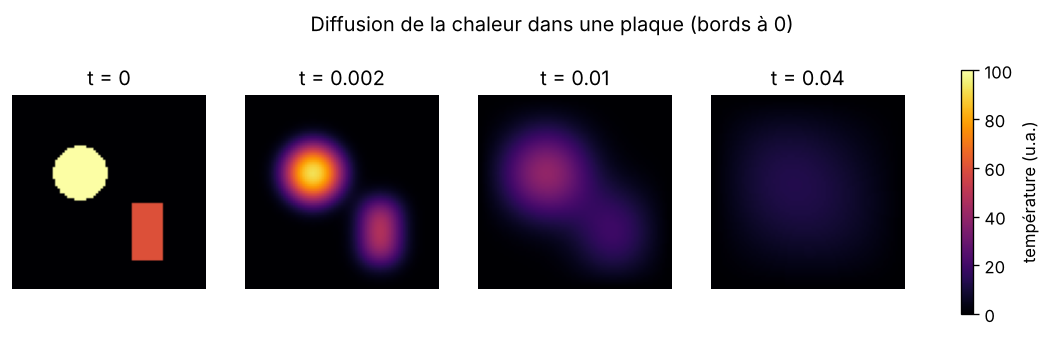 Diffusion de la chaleur dans une plaque (bords à 0)
t = 0
t = 0.002
t = 0.01
t = 0.04
100
80
60
40
20
0
température (u.a.)